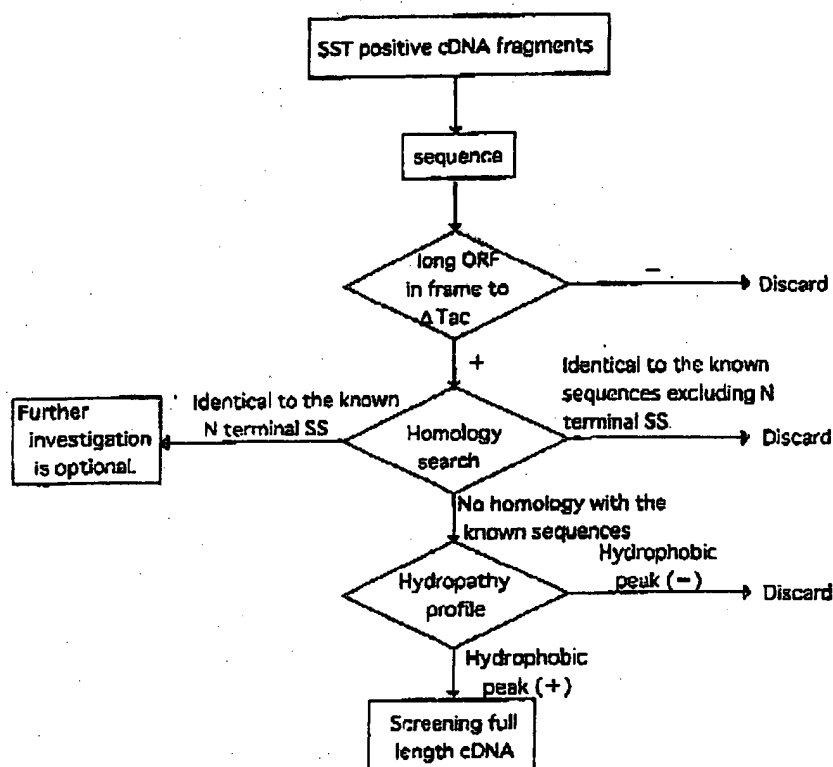 SST positive cDNA fragments
sequence
long ORF
in frame to
ΔTac
−
Discard
+
Identical to the known
sequences excluding N
terminal SS.
Discard
Identical to the known
N terminal SS
Further
investigation
is optional.
Homology
search
No homology with the
known sequences
Hydropathy
profile
Hydrophobic
peak (−)
Discard
Hydrophobic
peak (+)
Screening full
length cDNA